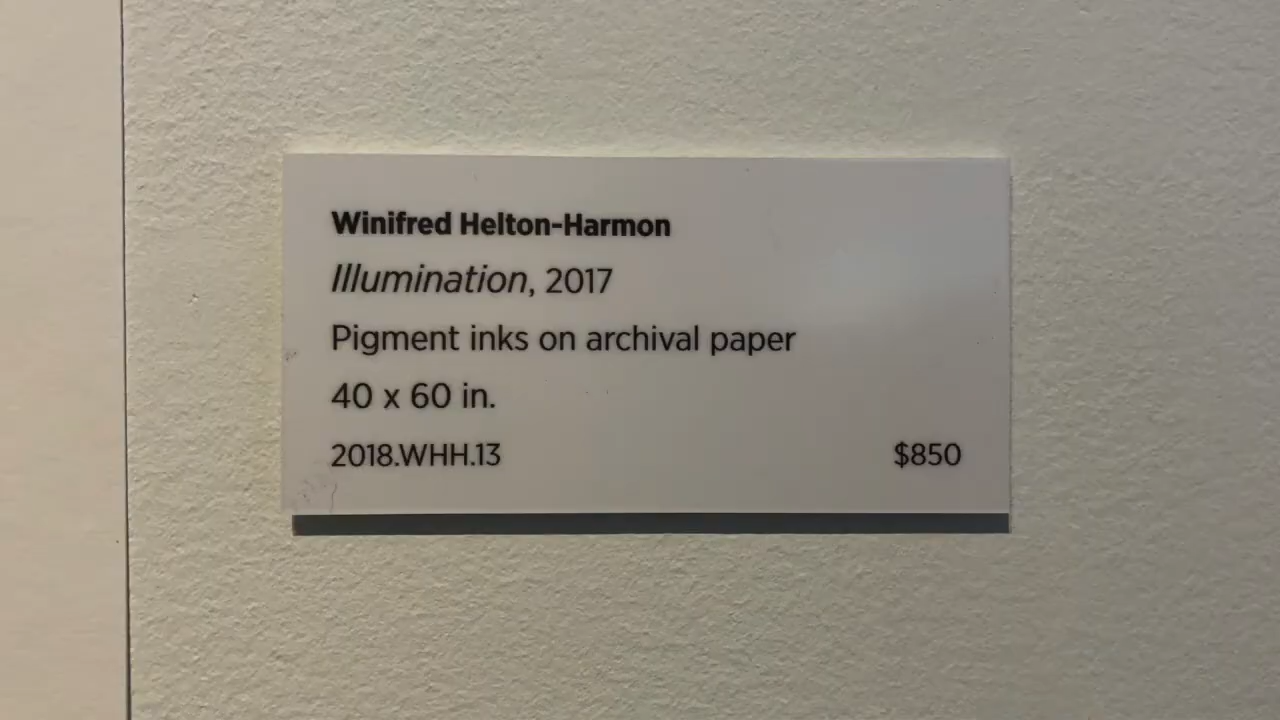 Winifred Helton-Harmon
Illumination, 2017
Pigment inks on archival paper
40 x 60 in.
2018.WHH.13 $850